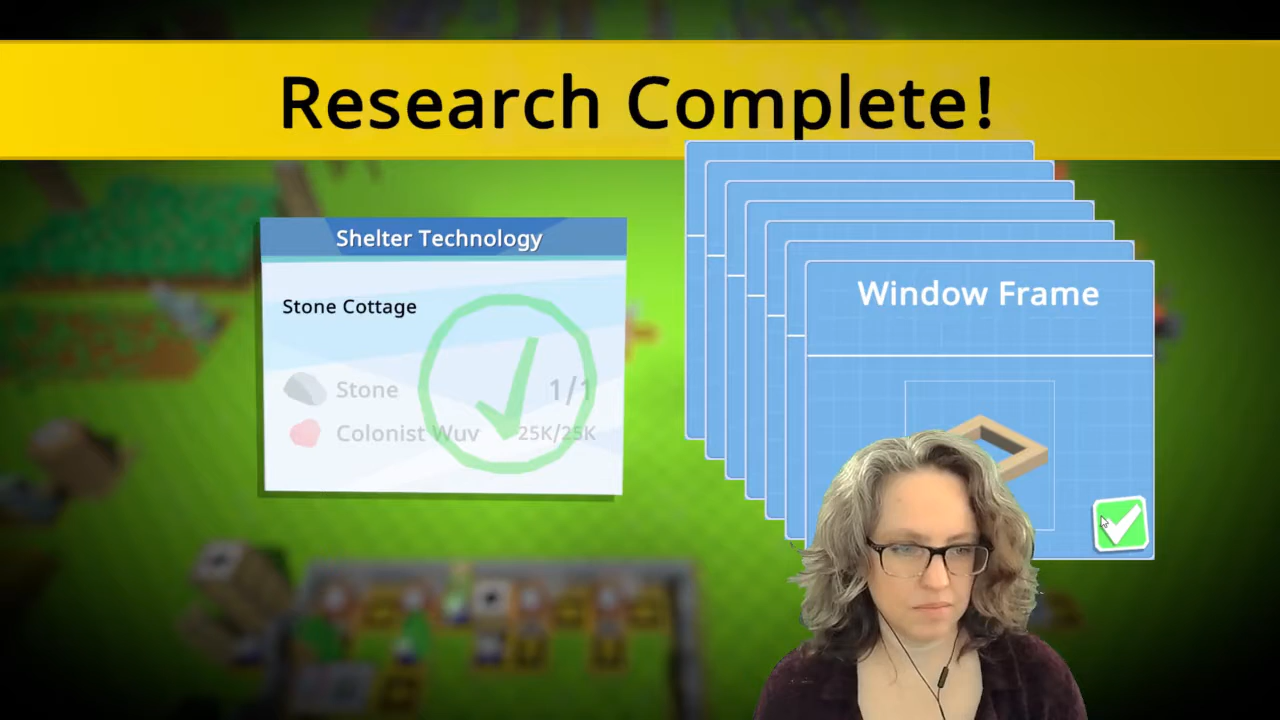 Research Complete!
Shelter Technology
Stone Cottage
Stone 1/1
Colonist Wuv 25K/25K
Window Frame